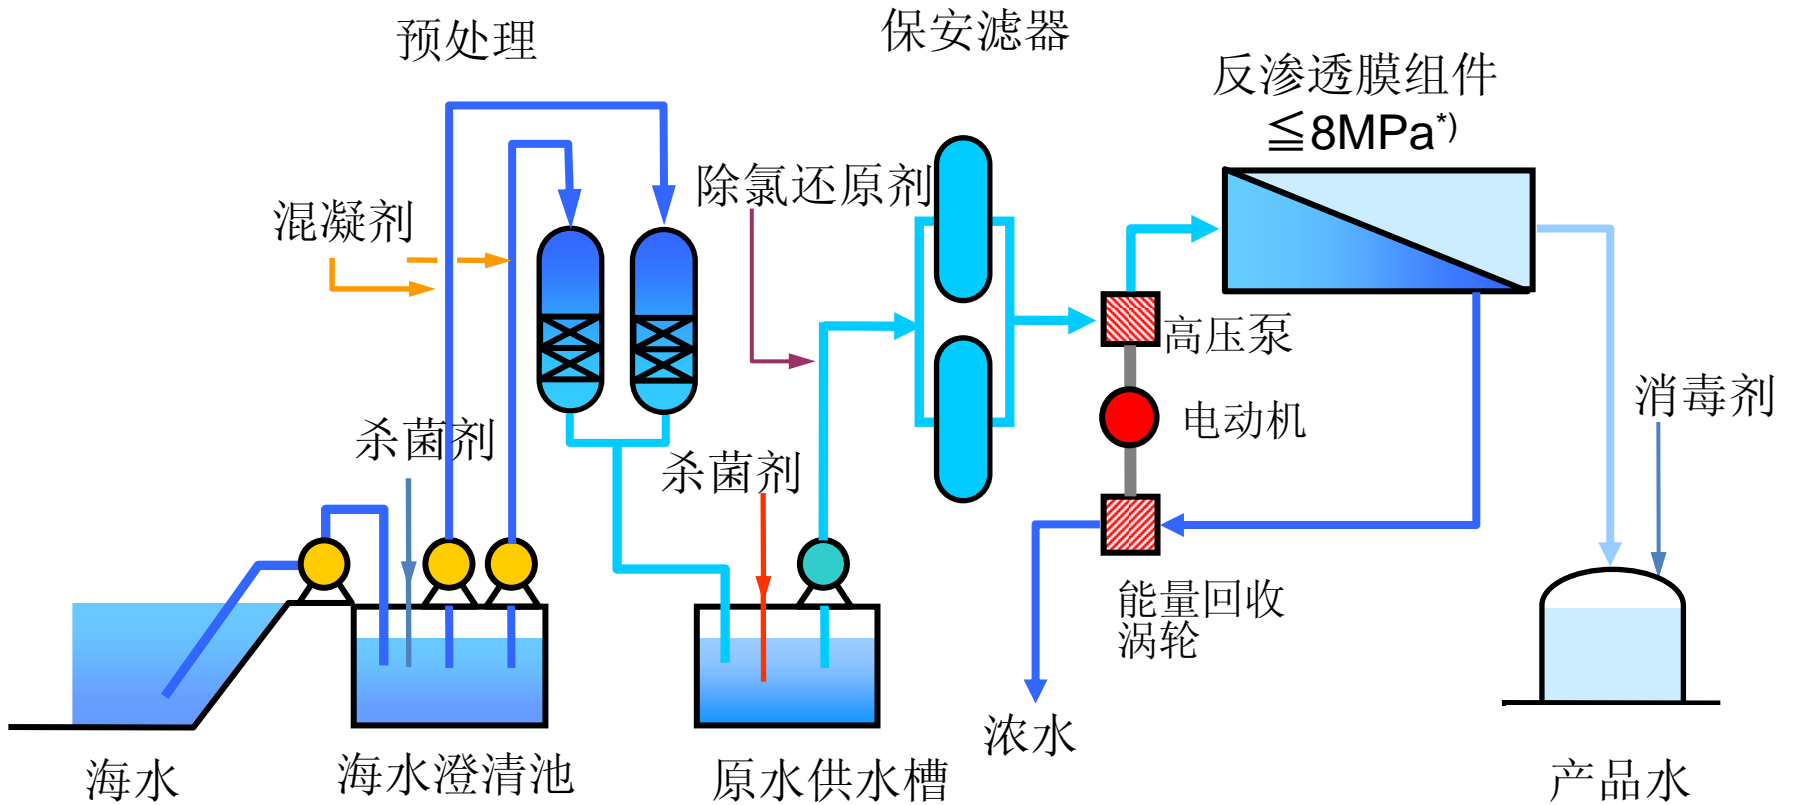 预处理
保安滤器
反渗透膜组件
≦8MPa*)
除氯还原剂
混凝剂
高压泵
消毒剂
电动机
杀菌剂
杀菌剂
能量回收
涡轮
浓水
海水
海水澄清池
原水供水槽
产品水